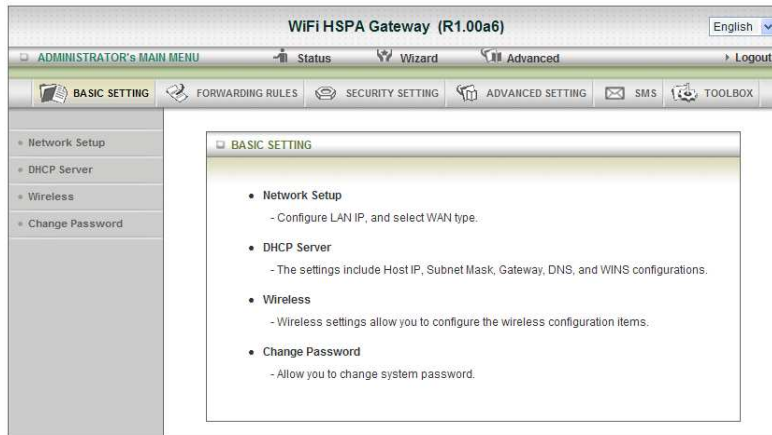 WiFi HSPA Gateway (R1.00a6)
English
ADMINISTRATOR's MAIN MENU Status Wizard Advanced Logout
BASIC SETTING FORWARDING RULES SECURITY SETTING ADVANCED SETTING SMS TOOLBOX
Network Setup
DHCP Server
Wireless
Change Password
BASIC SETTING
Network Setup
- Configure LAN IP, and select WAN type.
DHCP Server
- The settings include Host IP, Subnet Mask, Gateway, DNS, and WINS configurations.
Wireless
- Wireless settings allow you to configure the wireless configuration items.
Change Password
- Allow you to change system password.